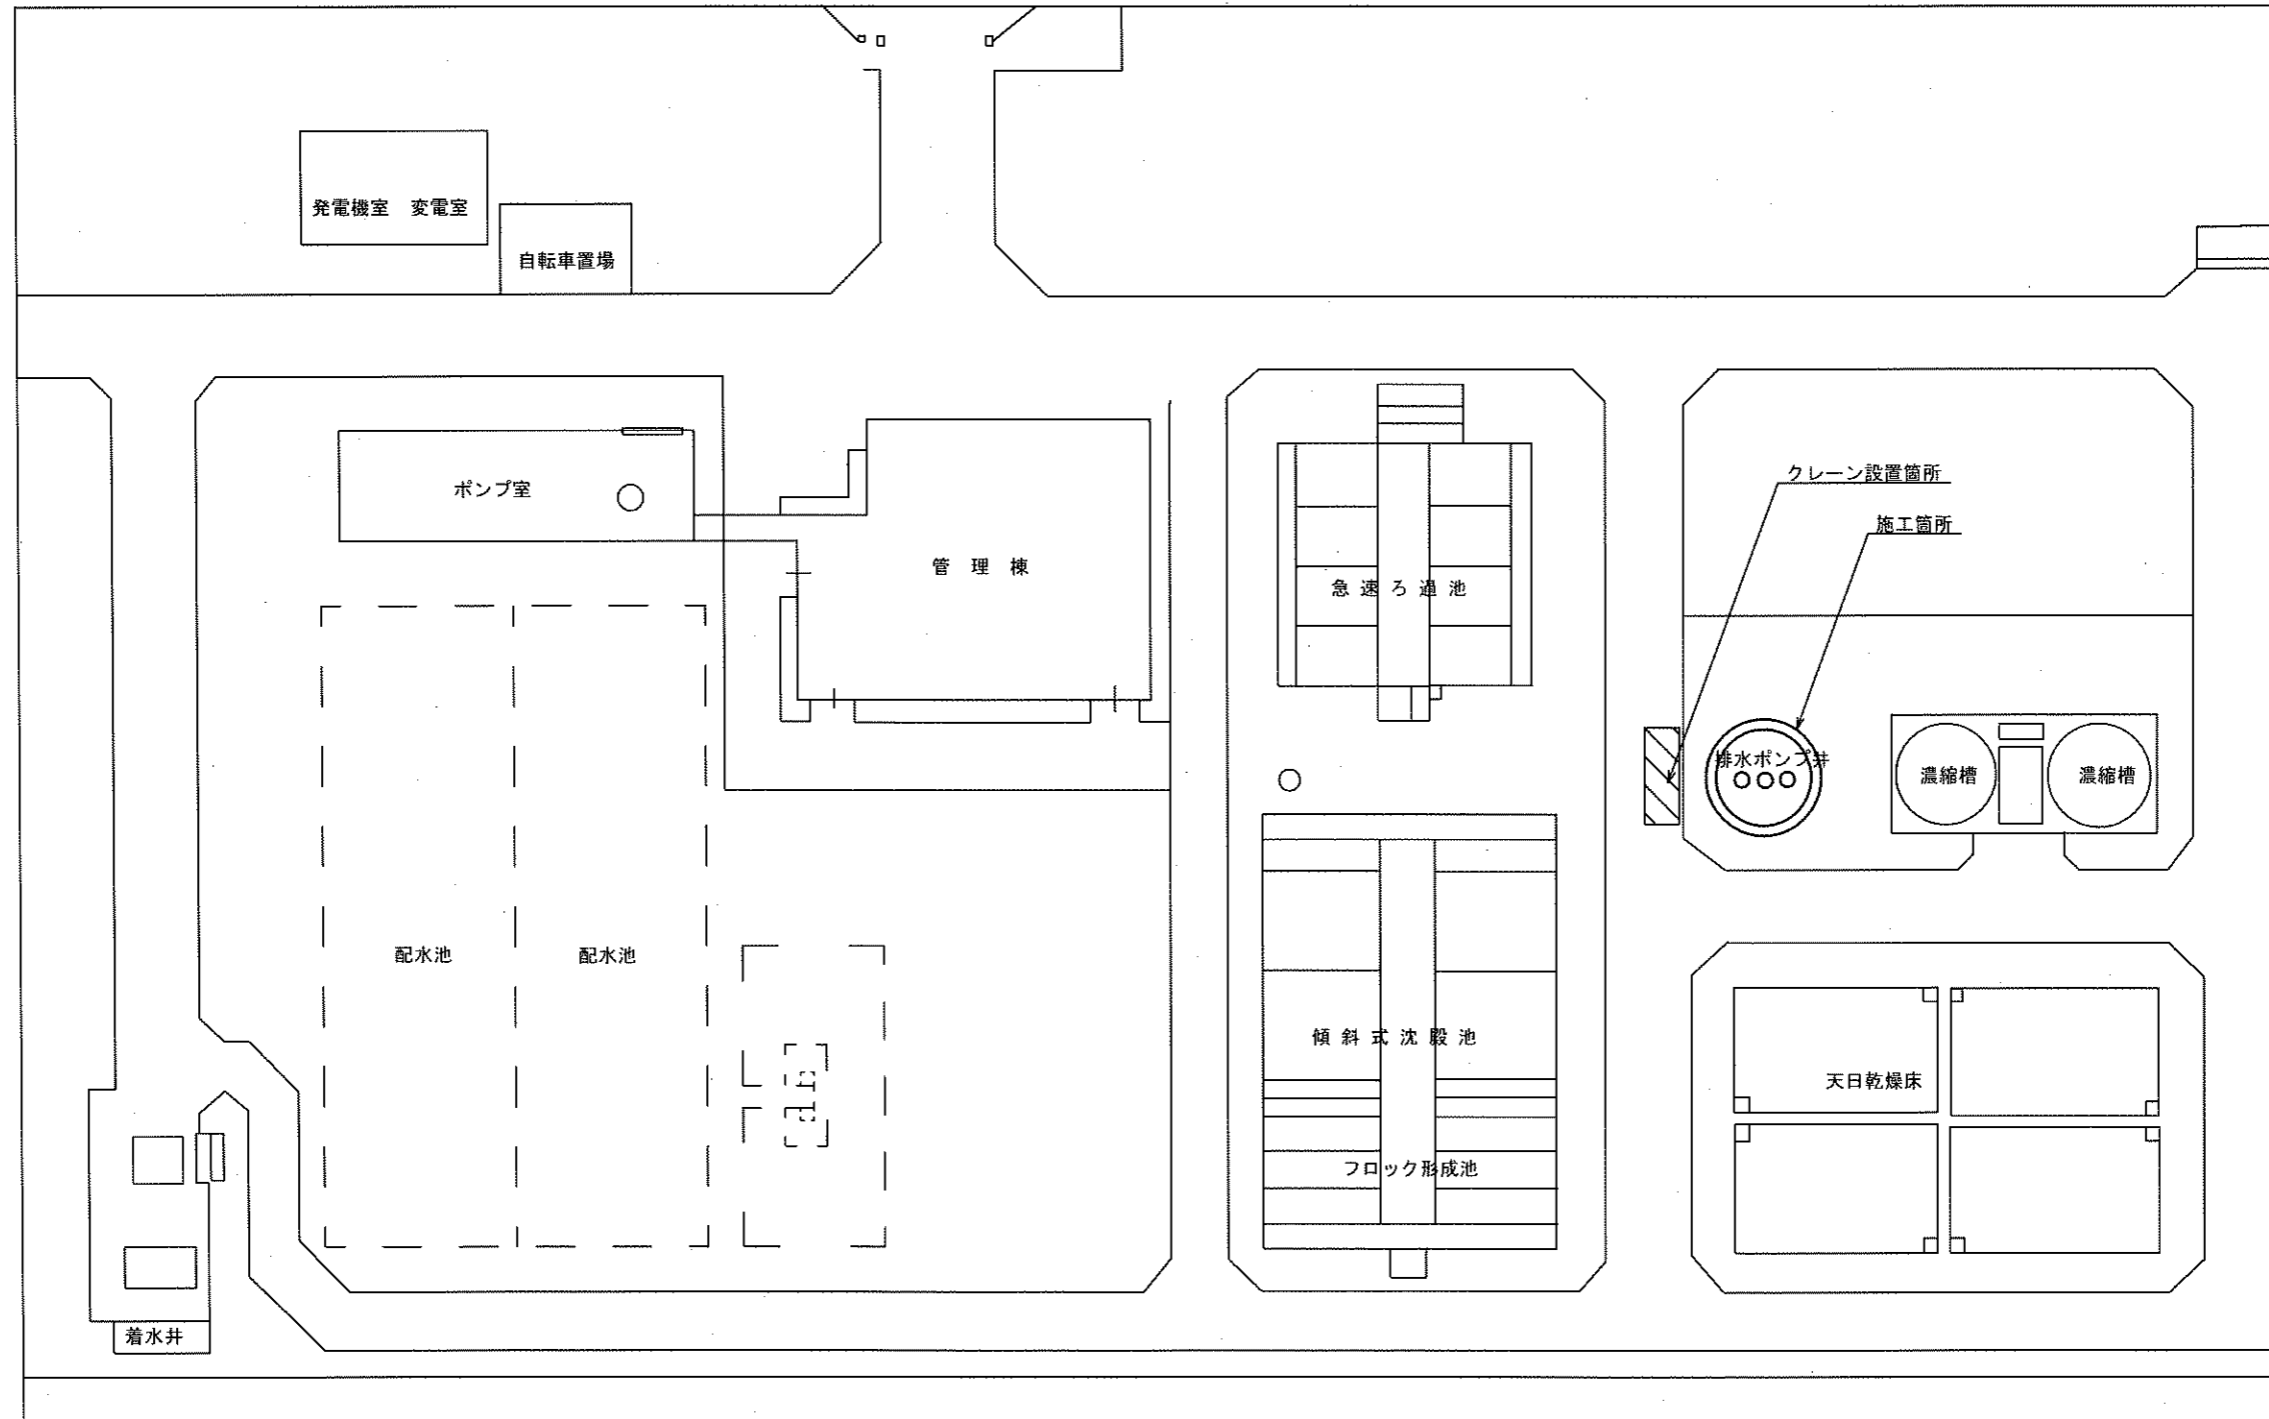 発電機室　変電室
自転車置場
ポンプ室
管　理　棟
急 速 ろ 過 池
クレーン設置箇所
施工箇所
排水ポンプ井
濃縮槽
濃縮槽
配水池
配水池
傾 斜 式 沈 殿 池
フロック形成池
天日乾燥床
着水井